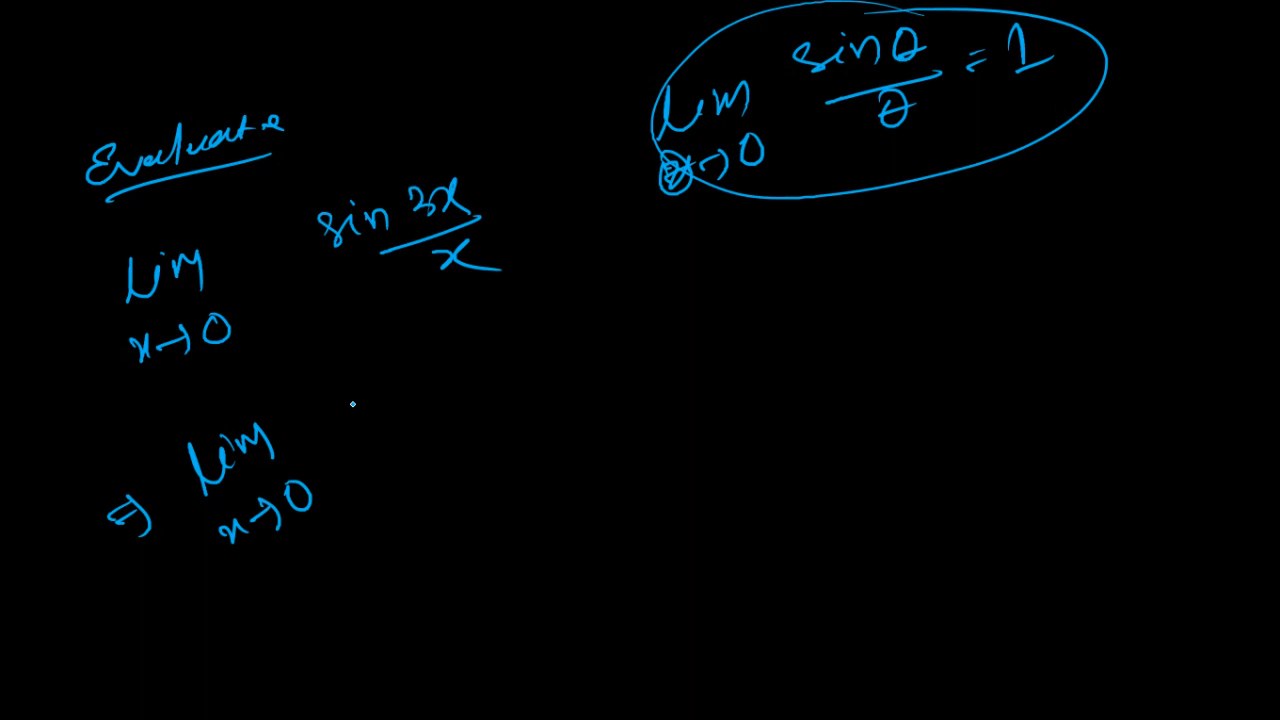 lim sinθ/θ = 1
θ→0
Evaluate
lim sin 3x/x
x→0
⇒ lim
x→0